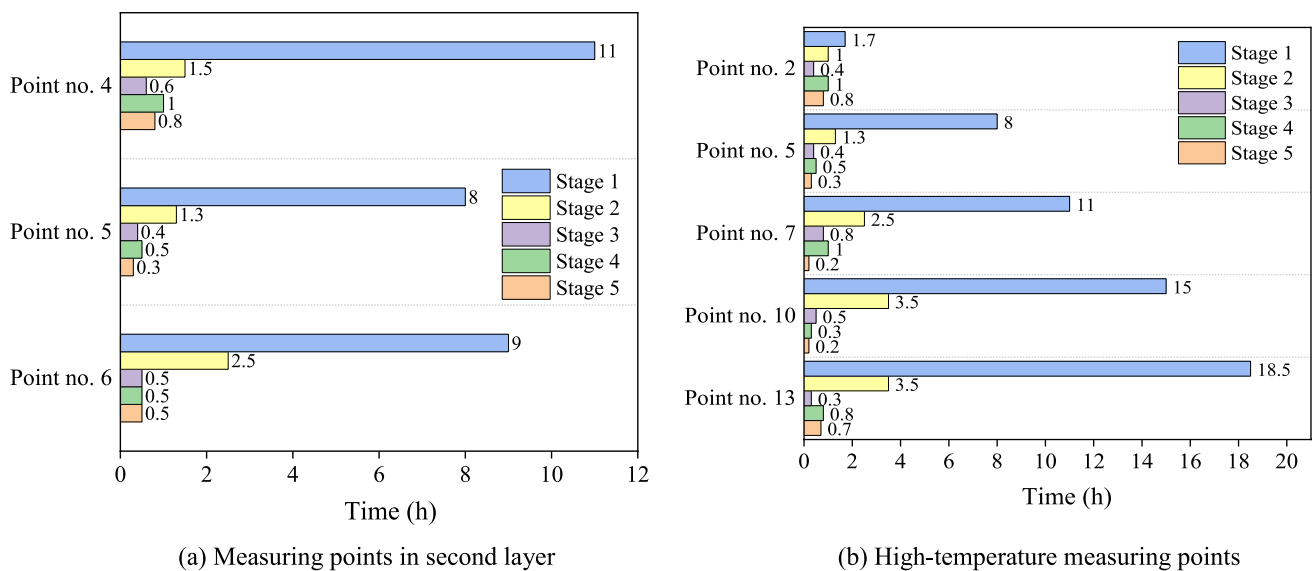 Point no. 4
11
1.5
0.6
1
0.8
Point no. 5
8
1.3
0.4
0.5
0.3
Point no. 6
9
2.5
0.5
0.5
0.5
Stage 1
Stage 2
Stage 3
Stage 4
Stage 5
0 2 4 6 8 10 12
Time (h)
(a) Measuring points in second layer
Point no. 2
1.7
1
0.4
1
0.8
Point no. 5
8
1.3
0.4
0.5
0.3
Point no. 7
11
2.5
0.8
1
0.2
Point no. 10
15
3.5
0.5
0.3
0.2
Point no. 13
18.5
3.5
0.3
0.8
0.7
Stage 1
Stage 2
Stage 3
Stage 4
Stage 5
0 2 4 6 8 10 12 14 16 18 20
Time (h)
(b) High-temperature measuring points